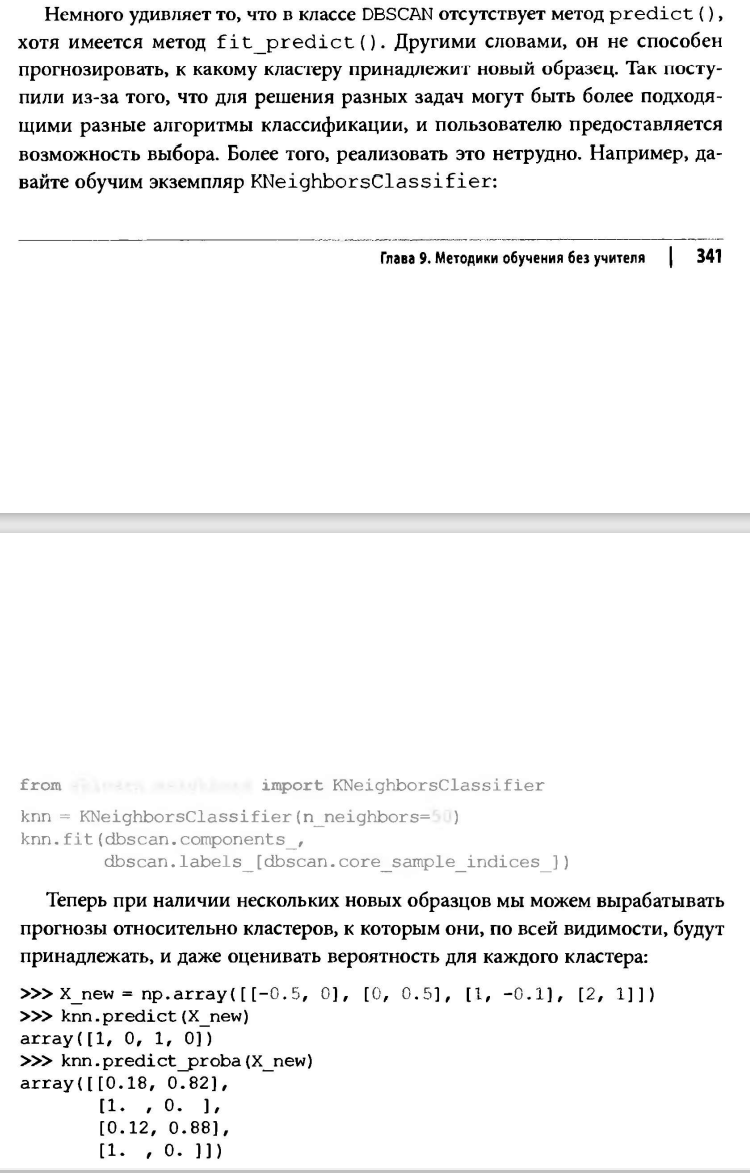 Немного удивляет то, что в классе DBSCAN отсутствует метод predict(),
хотя имеется метод fit_predict(). Другими словами, он не способен
прогнозировать, к какому кластеру принадлежит новый образец. Так посту-
пили из-за того, что для решения разных задач могут быть более подходя-
щими разные алгоритмы классификации, и пользователю предоставляется
возможность выбора. Более того, реализовать это нетрудно. Например, да-
вайте обучим экземпляр KNeighborsClassifier:
Глава 9. Методики обучения без учителя | 341
from import KNeighborsClassifier
knn = KNeighborsClassifier(n_neighbors=50)
knn.fit(dbscan.components_,
dbscan.labels_[dbscan.core_sample_indices_])
Теперь при наличии нескольких новых образцов мы можем вырабатывать
прогнозы относительно кластеров, к которым они, по всей видимости, будут
принадлежать, и даже оценивать вероятность для каждого кластера:
>>> X_new = np.array([[-0.5, 0], [0, 0.5], [1, -0.1], [2, 1]])
>>> knn.predict(X_new)
array([1, 0, 1, 0])
>>> knn.predict_proba(X_new)
array([[0.18, 0.82],
[1. , 0. ],
[0.12, 0.88],
[1. , 0. ]])